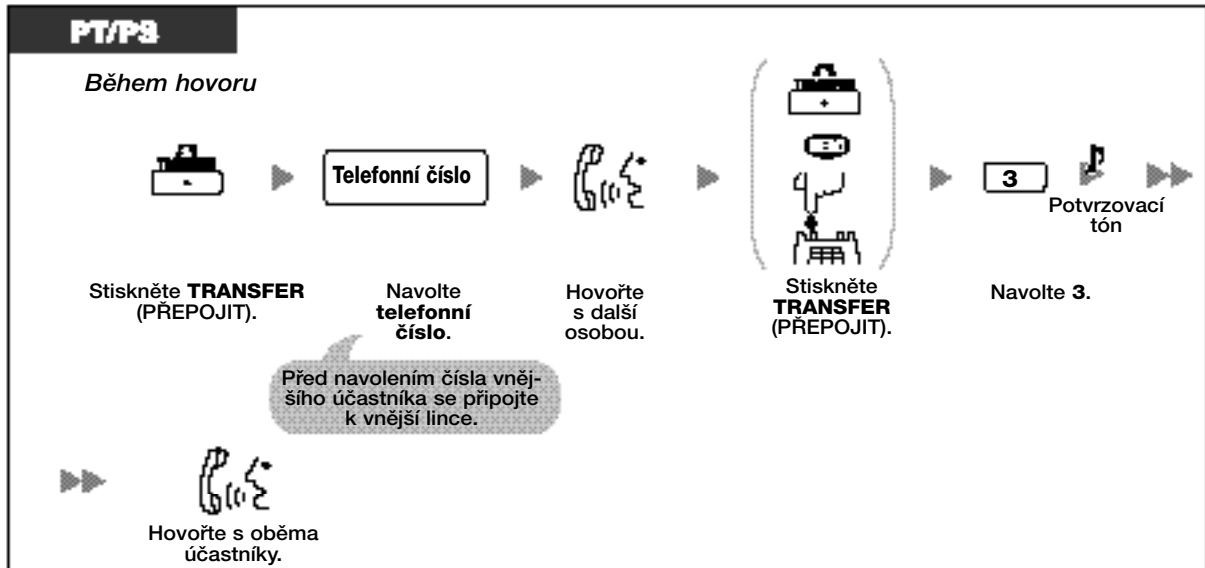 PT/PS
Během hovoru
Telefonní číslo
3
Potvrzovací
tón
Stiskněte TRANSFER
(PŘEPOJIT).
Navolte
telefonní
číslo.
Hovořte
s další
osobou.
Stiskněte
TRANSFER
(PŘEPOJIT).
Navolte 3.
Před navolením čísla vněj-
šího účastníka se připojte
k vnější lince.
Hovořte s oběma
účastníky.